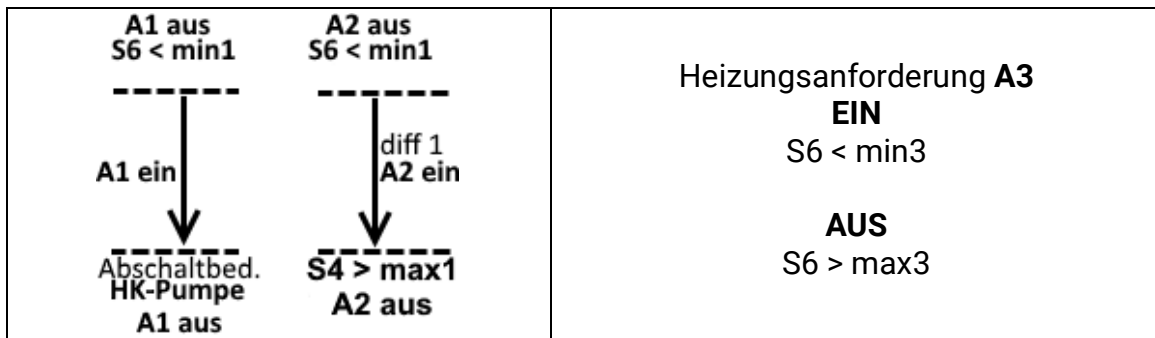 A1 aus
S6 < min1
A1 ein
Abschaltbed.
HK-Pumpe
A1 aus
A2 aus
S6 < min1
diff 1
A2 ein
S4 > max1
A2 aus
Heizungsanforderung A3
EIN
S6 < min3
AUS
S6 > max3